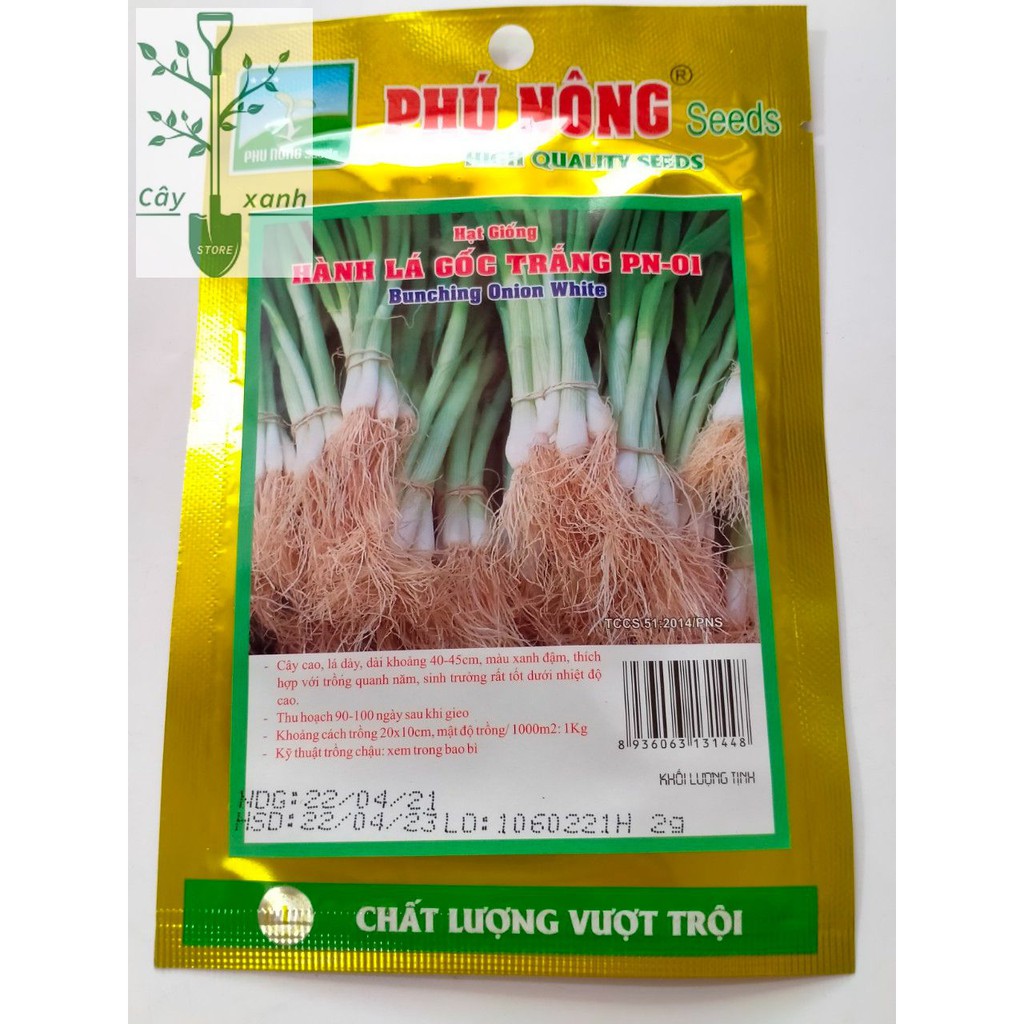 PHÚ NÔNG® Seeds
HIGH QUALITY SEEDS
PHU NONG Seeds
Cây xanh
STORE
Hạt Giống
HÀNH LÁ GỐC TRẮNG PN-01
Bunching Onion White
TCCS 51:2014/PNS
- Cây cao, lá dày, dài khoảng 40-45cm, màu xanh đậm, thích
hợp với trồng quanh năm, sinh trưởng rất tốt dưới nhiệt độ
cao.
- Thu hoạch 90-100 ngày sau khi gieo
- Khoảng cách trồng 20x10cm, mật độ trồng/ 1000m2: 1Kg
- Kỹ thuật trồng chậu: xem trong bao bì
8 936063 131448
KHỐI LƯỢNG TỊNH
NDG:22/04/21
HSD:22/04/23 LO:1060221H 2g
CHẤT LƯỢNG VƯỢT TRỘI